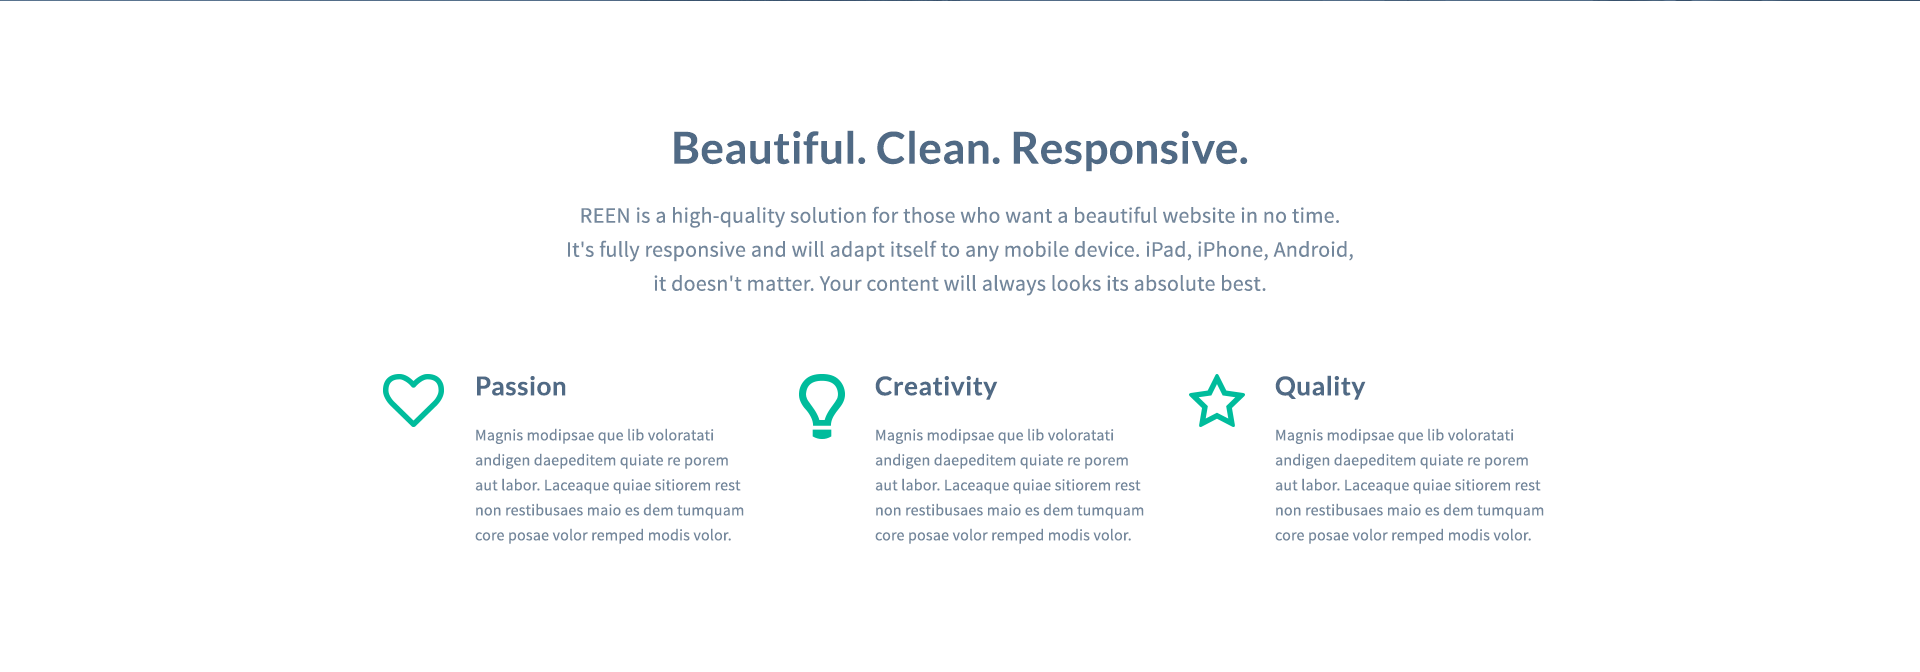 Beautiful. Clean. Responsive.
REEN is a high-quality solution for those who want a beautiful website in no time.
It's fully responsive and will adapt itself to any mobile device. iPad, iPhone, Android,
it doesn't matter. Your content will always looks its absolute best.
Passion
Magnis modipsae que lib voloratati
andigen daepeditem quiate re porem
aut labor. Laceaque quiae sitiorem rest
non restibusaes maio es dem tumquam
core posae volor remped modis volor.
Creativity
Magnis modipsae que lib voloratati
andigen daepeditem quiate re porem
aut labor. Laceaque quiae sitiorem rest
non restibusaes maio es dem tumquam
core posae volor remped modis volor.
Quality
Magnis modipsae que lib voloratati
andigen daepeditem quiate re porem
aut labor. Laceaque quiae sitiorem rest
non restibusaes maio es dem tumquam
core posae volor remped modis volor.